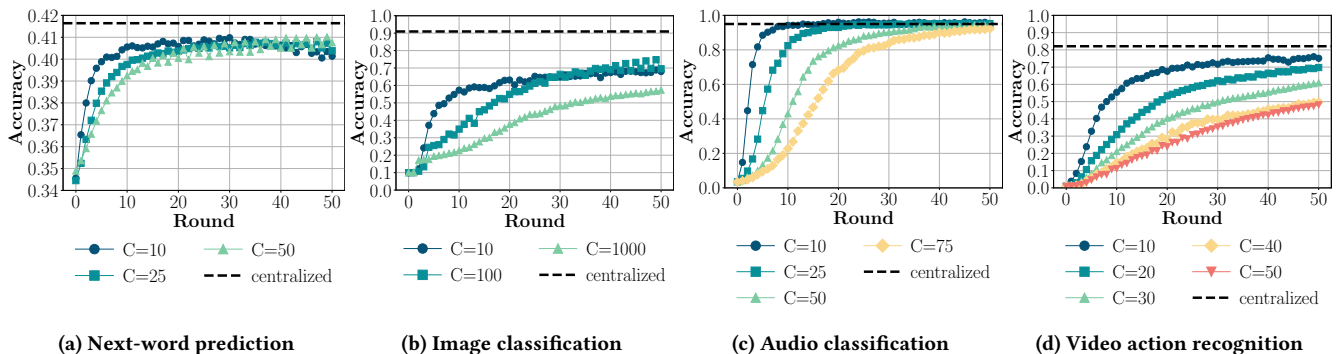 0.42
0.41
0.40
0.39
0.38
0.37
0.36
0.35
0.34
Accuracy
0 10 20 30 40 50
Round
C=10 C=50
C=25 centralized
(a) Next-word prediction
1.0
0.9
0.8
0.7
0.6
0.5
0.4
0.3
0.2
0.1
0.0
Accuracy
0 10 20 30 40 50
Round
C=10 C=1000
C=100 centralized
(b) Image classification
1.0
0.8
0.6
0.4
0.2
0.0
Accuracy
0 10 20 30 40 50
Round
C=10 C=75
C=25 centralized
C=50
(c) Audio classification
1.0
0.9
0.8
0.7
0.6
0.5
0.4
0.3
0.2
0.1
0.0
Accuracy
0 10 20 30 40 50
Round
C=10 C=40
C=20 C=50
C=30 centralized
(d) Video action recognition